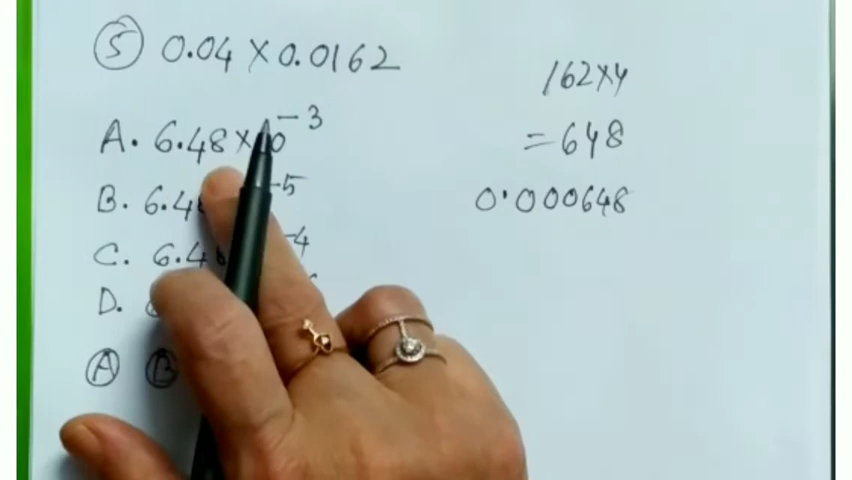 (5) 0.04 × 0.0162
A. 6.48 × 10⁻³
B. 6.4 ⁻⁵
C. 6.4 ⁻⁴
D.
(A) (B)
162×4
= 648
0.000648